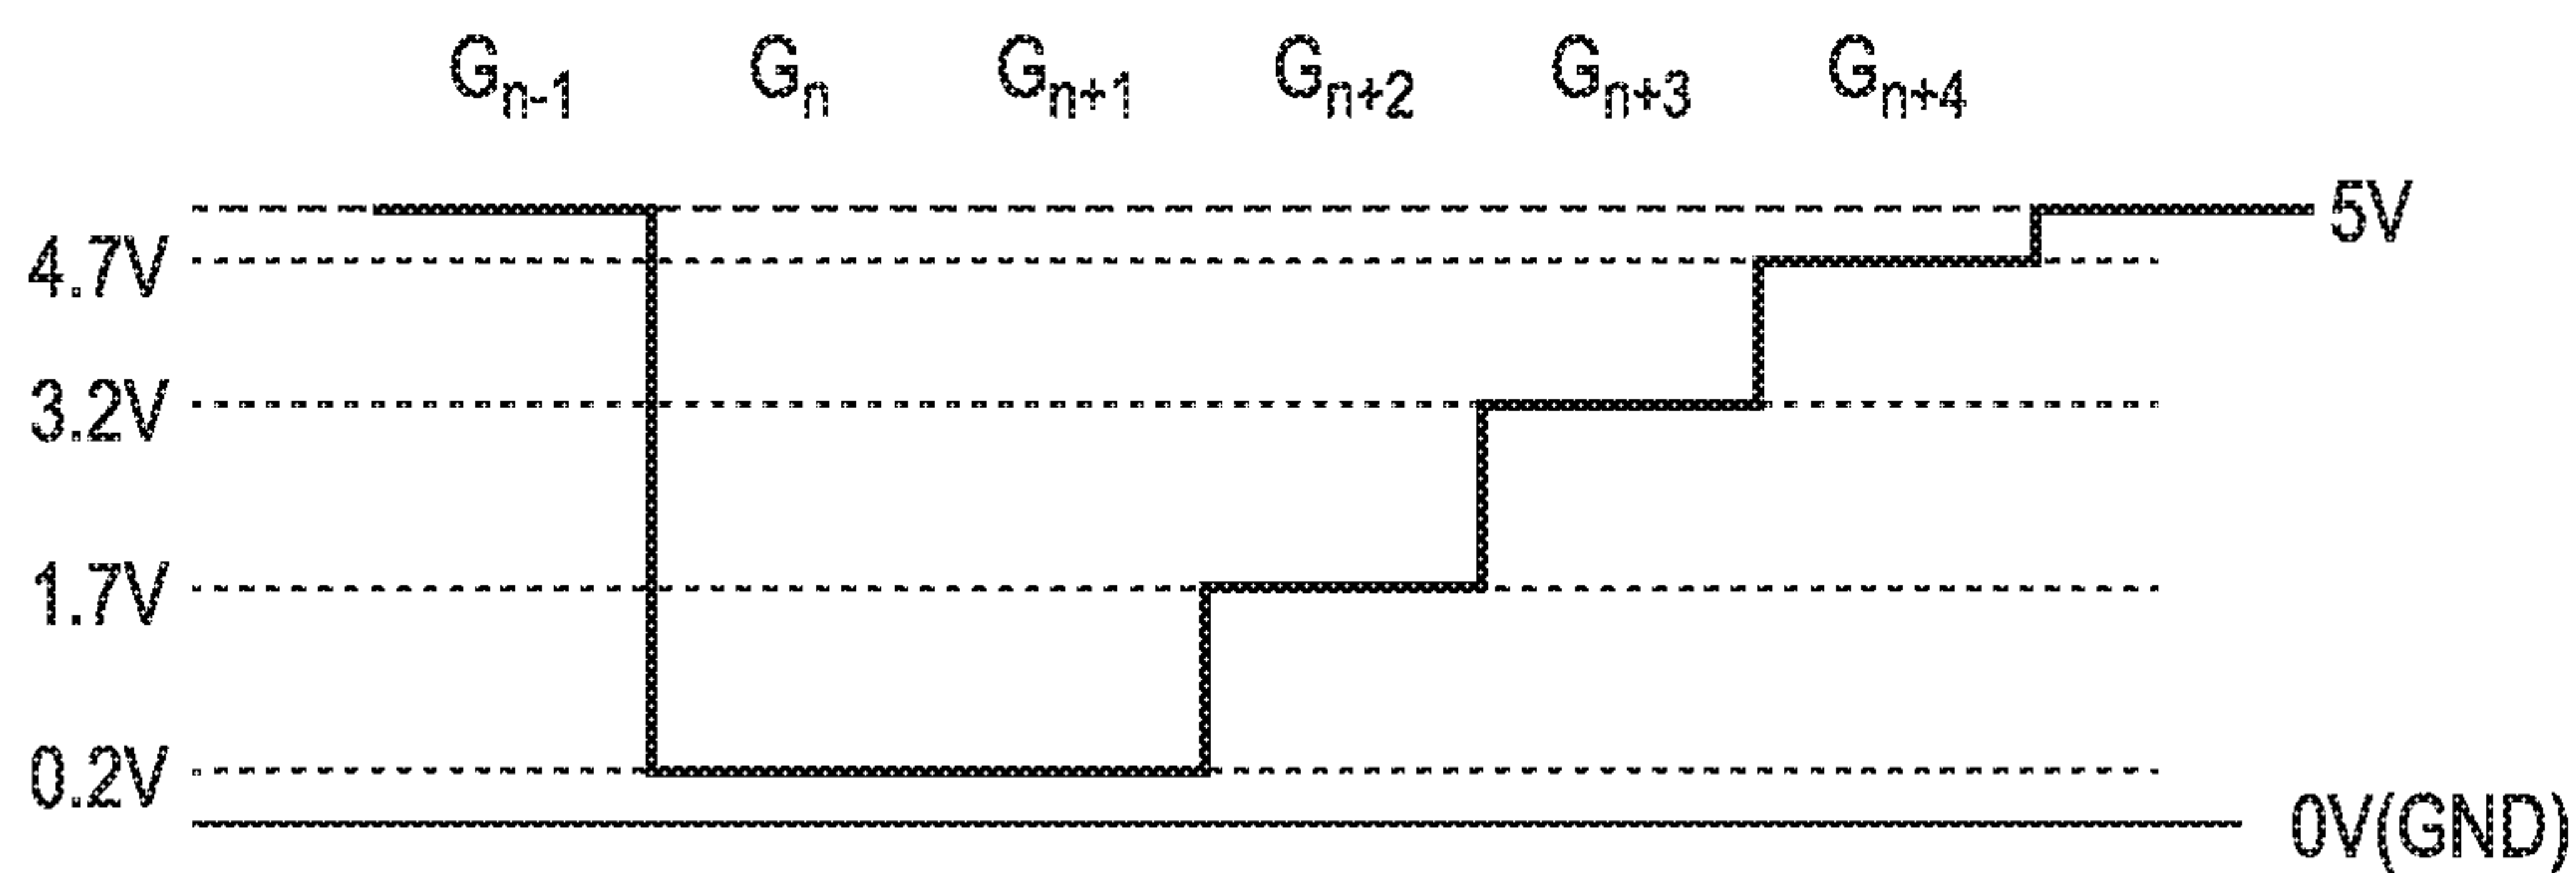 Gn-1 Gn Gn+1 Gn+2 Gn+3 Gn+4
5V
4.7V
3.2V
1.7V
0.2V
0V(GND)